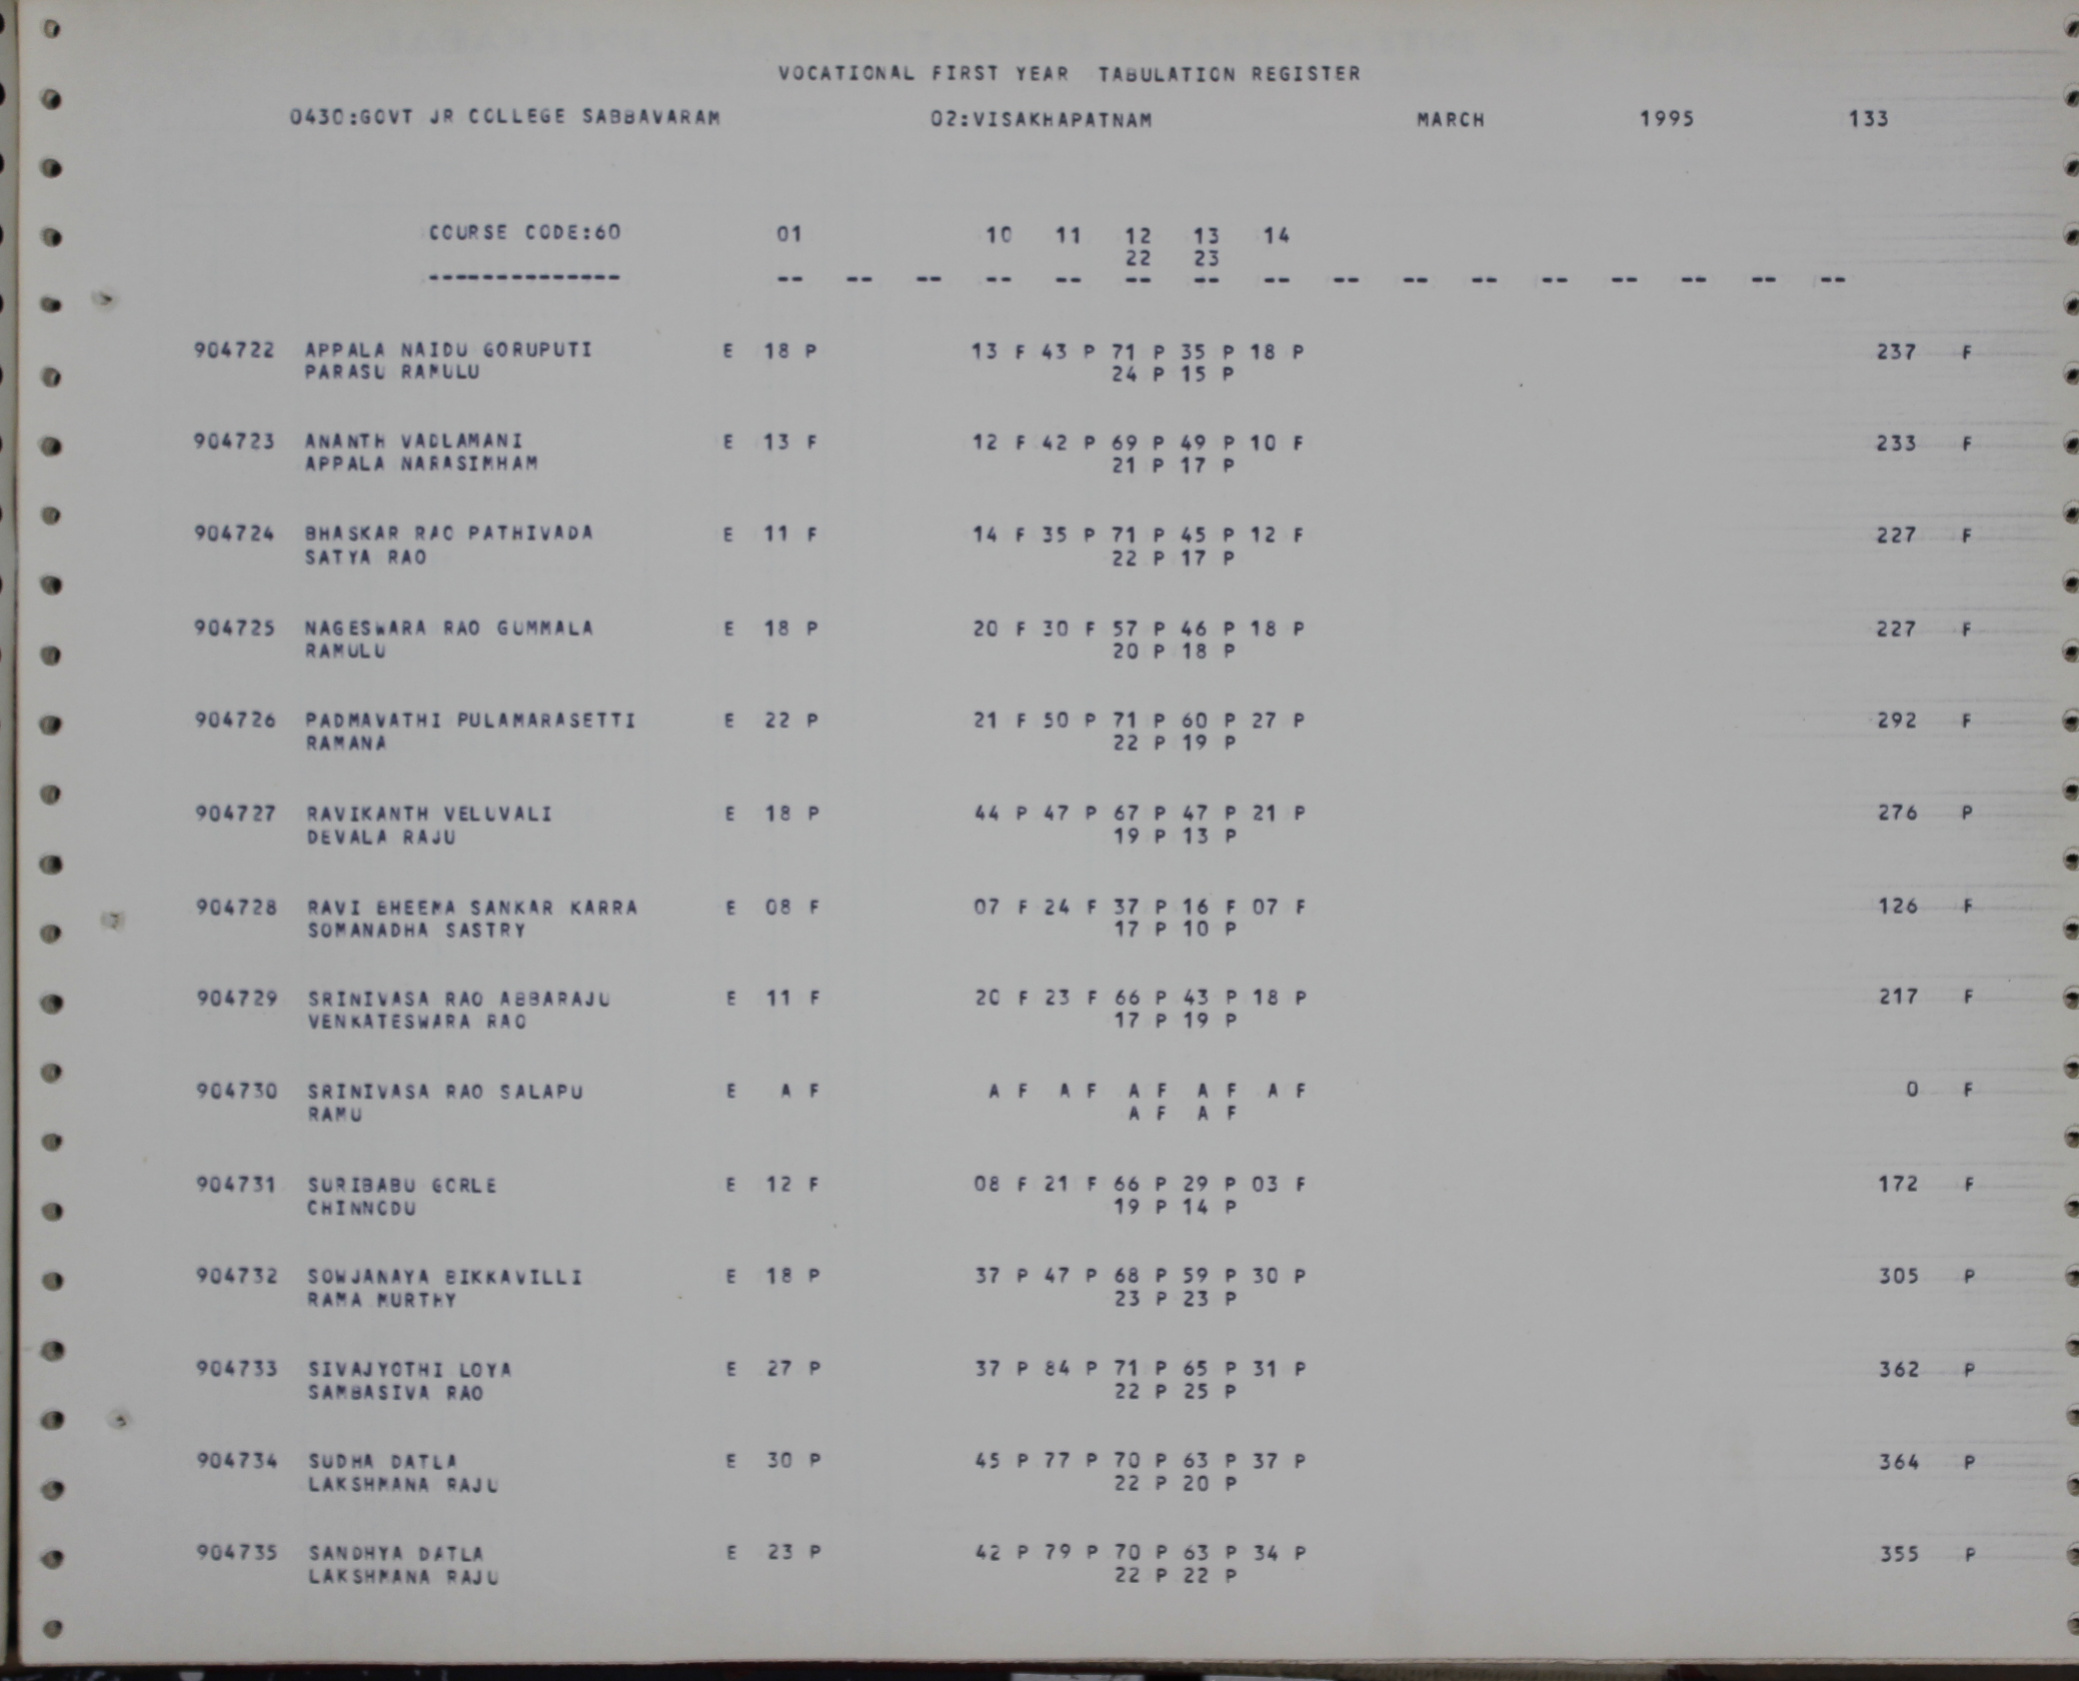 VOCATIONAL FIRST YEAR TABULATION REGISTER
0430:GOVT JR COLLEGE SABBAVARAM 02:VISAKHAPATNAM MARCH 1995 133
COURSE CODE:60 01 10 11 12 13 14
22 23
-------------- -- -- -- -- -- -- -- -- -- -- -- -- -- -- -- --
904722 APPALA NAIDU GORUPUTI E 18 P 13 F 43 P 71 P 35 P 18 P 237 F
PARASU RAMULU 24 P 15 P
904723 ANANTH VADLAMANI E 13 F 12 F 42 P 69 P 49 P 10 F 233 F
APPALA NARASIMHAM 21 P 17 P
904724 BHASKAR RAO PATHIVADA E 11 F 14 F 35 P 71 P 45 P 12 F 227 F
SATYA RAO 22 P 17 P
904725 NAGESWARA RAO GUMMALA E 18 P 20 F 30 F 57 P 46 P 18 P 227 F
RAMULU 20 P 18 P
904726 PADMAVATHI PULAMARASETTI E 22 P 21 F 50 P 71 P 60 P 27 P 292 F
RAMANA 22 P 19 P
904727 RAVIKANTH VELUVALI E 18 P 44 P 47 P 67 P 47 P 21 P 276 P
DEVALA RAJU 19 P 13 P
904728 RAVI BHEEMA SANKAR KARRA E 08 F 07 F 24 F 37 P 16 F 07 F 126 F
SOMANADHA SASTRY 17 P 10 P
904729 SRINIVASA RAO ABBARAJU E 11 F 20 F 23 F 66 P 43 P 18 P 217 F
VENKATESWARA RAO 17 P 19 P
904730 SRINIVASA RAO SALAPU E A F A F A F A F A F A F 0 F
RAMU A F A F
904731 SURIBABU GORLE E 12 F 08 F 21 F 66 P 29 P 03 F 172 F
CHINNODU 19 P 14 P
904732 SOWJANAYA BIKKAVILLI E 18 P 37 P 47 P 68 P 59 P 30 P 305 P
RAMA MURTHY 23 P 23 P
904733 SIVAJYOTHI LOYA E 27 P 37 P 84 P 71 P 65 P 31 P 362 P
SAMBASIVA RAO 22 P 25 P
904734 SUDHA DATLA E 30 P 45 P 77 P 70 P 63 P 37 P 364 P
LAKSHMANA RAJU 22 P 20 P
904735 SANDHYA DATLA E 23 P 42 P 79 P 70 P 63 P 34 P 355 P
LAKSHMANA RAJU 22 P 22 P